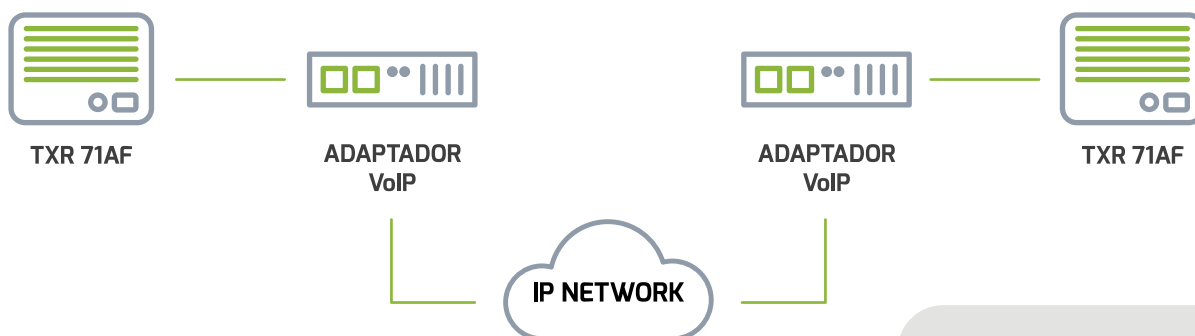 TXR 71AF
ADAPTADOR
VoIP
ADAPTADOR
VoIP
TXR 71AF
IP NETWORK